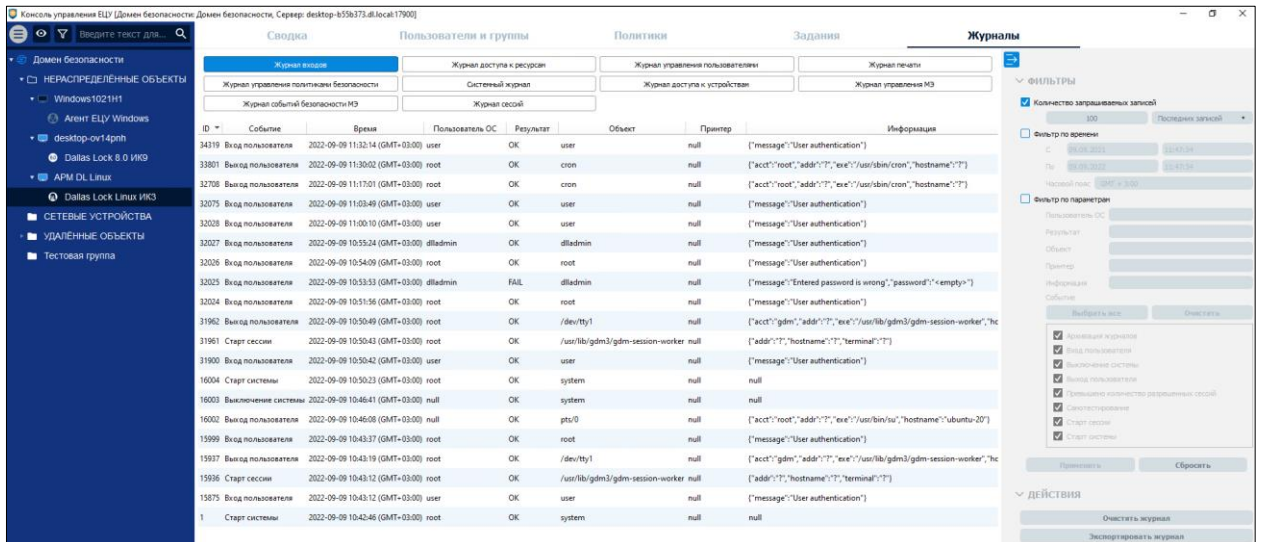 Консоль управления ЕЦУ [Домен безопасности: Домен безопасности, Сервер: desktop-b55b373.dl.local:17900]
Введите текст для...
Сводка Пользователи и группы Политики Задания Журналы
Домен безопасности
НЕРАСПРЕДЕЛЁННЫЕ ОБЪЕКТЫ
Windows1021H1
Агент ЕЦУ Windows
desktop-ov14pnh
Dallas Lock 8.0 ИК9
АРМ DL Linux
Dallas Lock Linux ИК3
СЕТЕВЫЕ УСТРОЙСТВА
УДАЛЁННЫЕ ОБЪЕКТЫ
Тестовая группа
Журнал входов Журнал доступа к ресурсам Журнал управления пользователями Журнал печати
Журнал управления политиками безопасности Системный журнал Журнал доступа к устройствам Журнал управления МЭ
Журнал событий безопасности МЭ Журнал сессий
ID Событие Время Пользователь ОС Результат Объект Принтер Информация
34319 Вход пользователя 2022-09-09 11:32:14 (GMT+03:00) user OK user null {"message":"User authentication"}
33801 Выход пользователя 2022-09-09 11:30:02 (GMT+03:00) root OK cron null {"acct":"root","addr":"?","exe":"/usr/sbin/cron","hostname":"?"}
32708 Выход пользователя 2022-09-09 11:17:01 (GMT+03:00) root OK cron null {"acct":"root","addr":"?","exe":"/usr/sbin/cron","hostname":"?"}
32075 Вход пользователя 2022-09-09 11:03:49 (GMT+03:00) user OK user null {"message":"User authentication"}
32028 Вход пользователя 2022-09-09 11:00:10 (GMT+03:00) user OK user null {"message":"User authentication"}
32027 Вход пользователя 2022-09-09 10:55:24 (GMT+03:00) dlladmin OK dlladmin null {"message":"User authentication"}
32026 Вход пользователя 2022-09-09 10:54:09 (GMT+03:00) root OK root null {"message":"User authentication"}
32025 Вход пользователя 2022-09-09 10:53:53 (GMT+03:00) dlladmin FAIL dlladmin null {"message":"Entered password is wrong","password":"<empty>"}
32024 Вход пользователя 2022-09-09 10:51:56 (GMT+03:00) root OK root null {"message":"User authentication"}
31962 Выход пользователя 2022-09-09 10:50:49 (GMT+03:00) root OK /dev/tty1 null {"acct":"gdm","addr":"?","exe":"/usr/lib/gdm3/gdm-session-worker","hc
31961 Старт сессии 2022-09-09 10:50:43 (GMT+03:00) root OK /usr/lib/gdm3/gdm-session-worker null {"addr":"?","hostname":"?","terminal":"?"}
31900 Вход пользователя 2022-09-09 10:50:42 (GMT+03:00) user OK user null {"message":"User authentication"}
16004 Старт системы 2022-09-09 10:50:23 (GMT+03:00) root OK system null null
16003 Выключение системы 2022-09-09 10:46:41 (GMT+03:00) null OK system null null
16002 Выход пользователя 2022-09-09 10:46:08 (GMT+03:00) null OK pts/0 null {"acct":"root","addr":"?","exe":"/usr/bin/su","hostname":"ubuntu-20"}
15999 Вход пользователя 2022-09-09 10:43:37 (GMT+03:00) root OK root null {"message":"User authentication"}
15937 Выход пользователя 2022-09-09 10:43:19 (GMT+03:00) root OK /dev/tty1 null {"acct":"gdm","addr":"?","exe":"/usr/lib/gdm3/gdm-session-worker","hc
15936 Старт сессии 2022-09-09 10:43:12 (GMT+03:00) root OK /usr/lib/gdm3/gdm-session-worker null {"addr":"?","hostname":"?","terminal":"?"}
15875 Вход пользователя 2022-09-09 10:43:12 (GMT+03:00) user OK user null {"message":"User authentication"}
1 Старт системы 2022-09-09 10:42:46 (GMT+03:00) root OK system null null
ФИЛЬТРЫ
Количество запрашиваемых записей
100 Последних записей
Фильтр по времени
С 09.09.2021 11:47:34
По 09.09.2022 11:47:34
Часовой пояс GMT + 3:00
Фильтр по параметрам
Пользователь ОС
Результат
Объект
Принтер
Информация
Событие
Выбрать все Очистить
Архивация журналов
Вход пользователя
Выключение системы
Выход пользователя
Превышено количество разрешенных сессий
Самотестирование
Старт сессии
Старт системы
Применить Сбросить
ДЕЙСТВИЯ
Очистить журнал
Экспортировать журнал